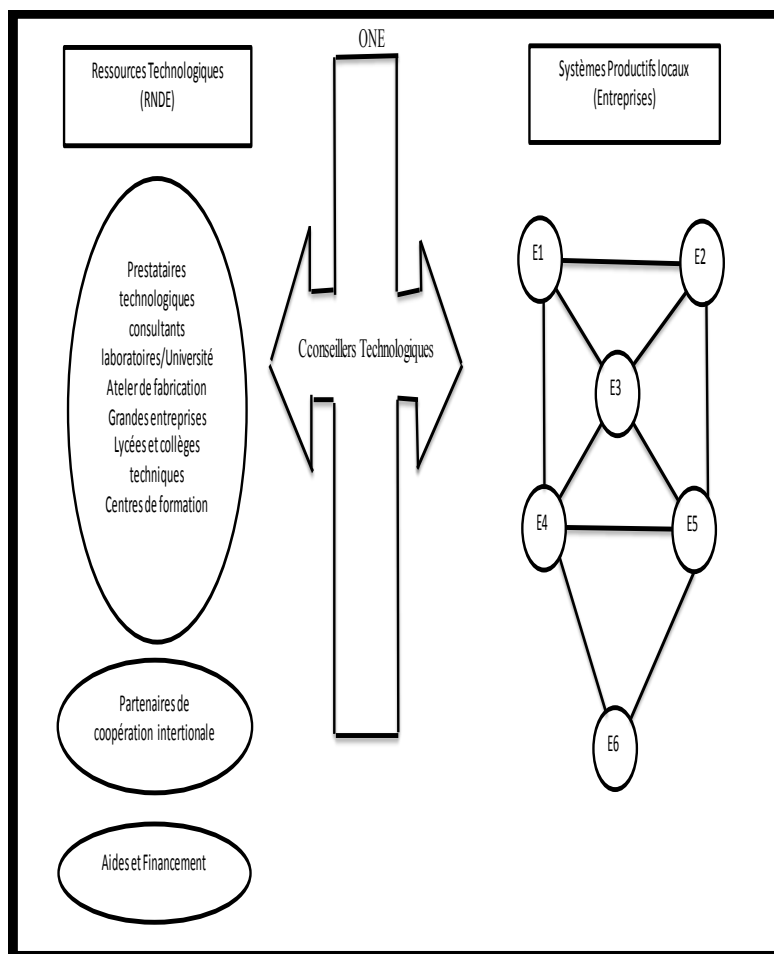 ONE
Ressources Technologiques
(RNDE)
Systèmes Productifs locaux
(Entreprises)
Prestataires
technologiques
consultants
laboratoires/Université
Ateler de fabrication
Grandes entreprises
Lycées et collèges
techniques
Centres de formation
Cconseillers Technologiques
E1
E2
E3
E4
E5
E6
Partenaires de
coopération intertionale
Aides et Financement